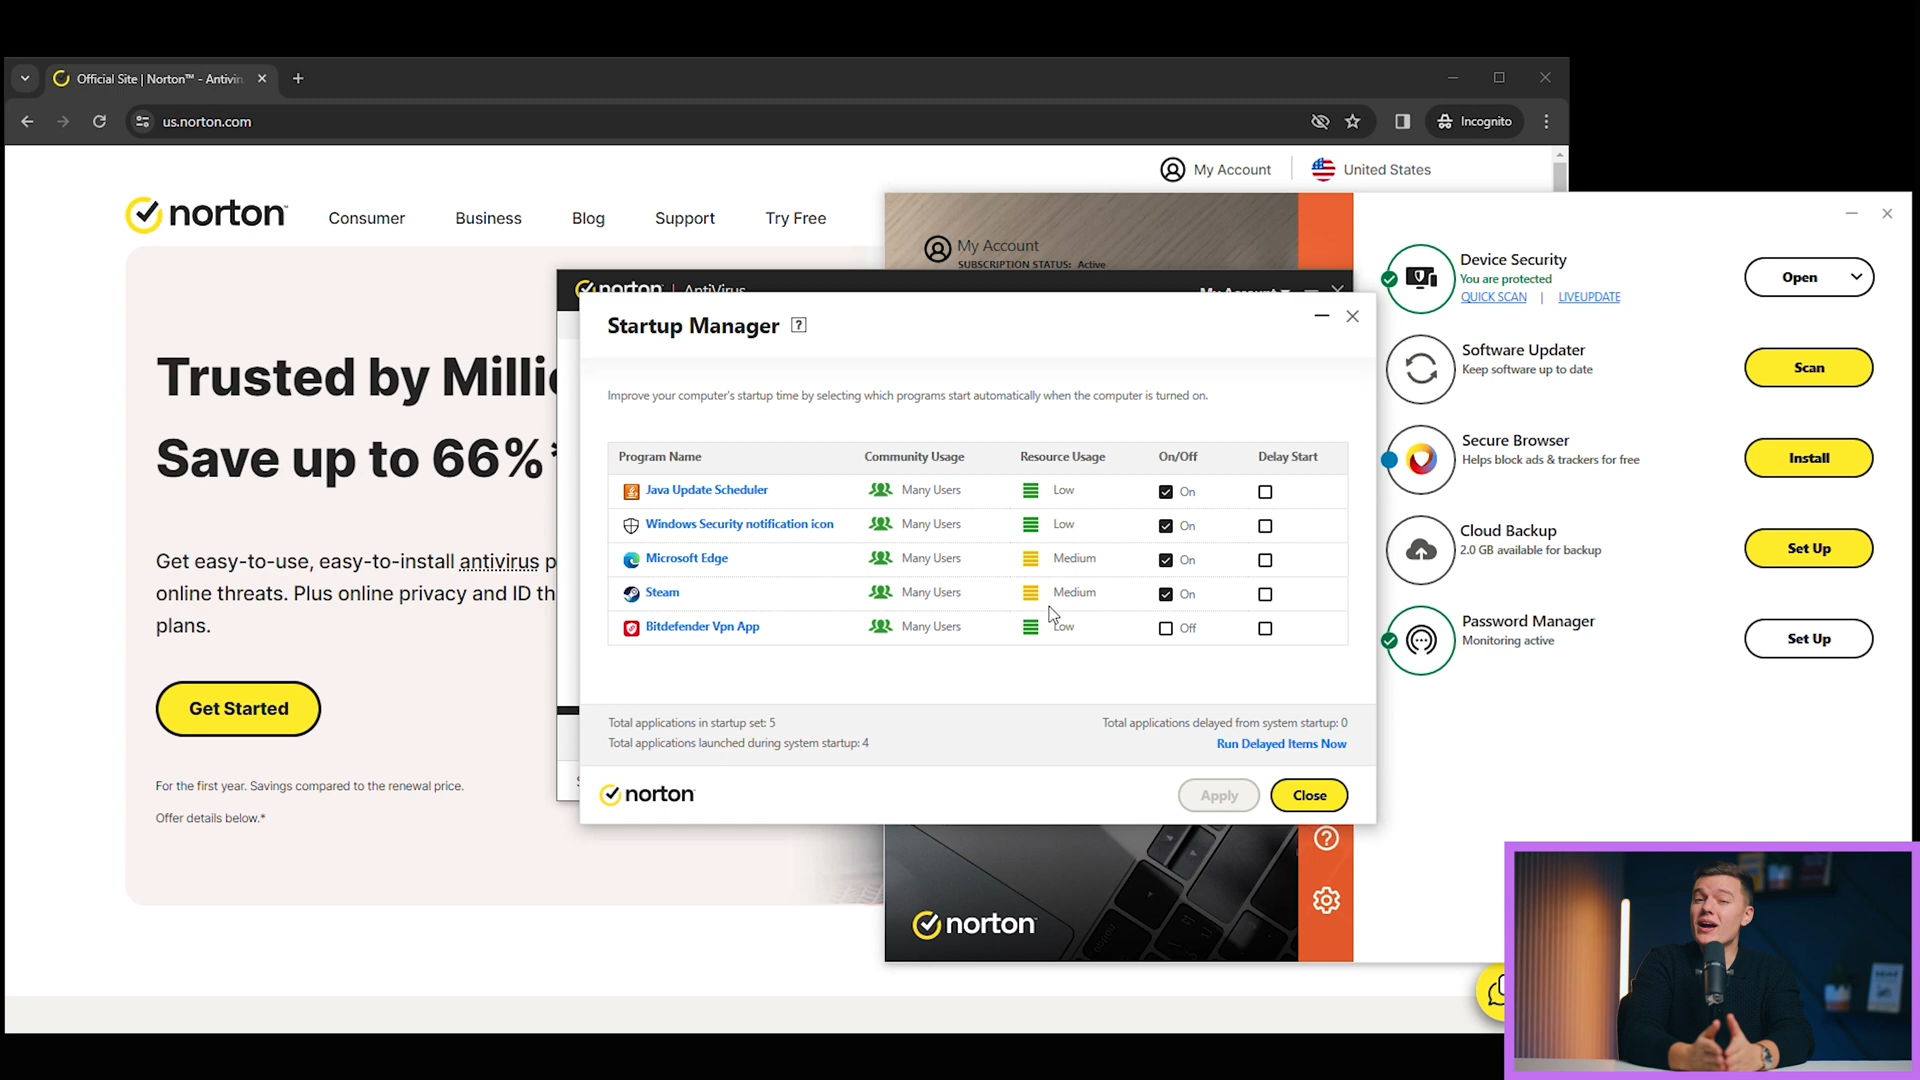 Official Site | Norton™ - Antivir
us.norton.com
Incognito
My Account
United States
norton
Consumer
Business
Blog
Support
Try Free
Trusted by Milli
Save up to 66%*
Get easy-to-use, easy-to-install antivirus p
online threats. Plus online privacy and ID th
plans.
Get Started
For the first year. Savings compared to the renewal price.
Offer details below.*
My Account
SUBSCRIPTION STATUS: Active
norton | AntiVirus
My Account
Startup Manager ?
Improve your computer's startup time by selecting which programs start automatically when the computer is turned on.
Program Name Community Usage Resource Usage On/Off Delay Start
Java Update Scheduler Many Users Low On
Windows Security notification icon Many Users Low On
Microsoft Edge Many Users Medium On
Steam Many Users Medium On
Bitdefender Vpn App Many Users Low Off
Total applications in startup set: 5
Total applications launched during system startup: 4
Total applications delayed from system startup: 0
Run Delayed Items Now
norton
Apply
Close
norton
Device Security
You are protected
QUICK SCAN | LIVEUPDATE
Open
Software Updater
Keep software up to date
Scan
Secure Browser
Helps block ads & trackers for free
Install
Cloud Backup
2.0 GB available for backup
Set Up
Password Manager
Monitoring active
Set Up